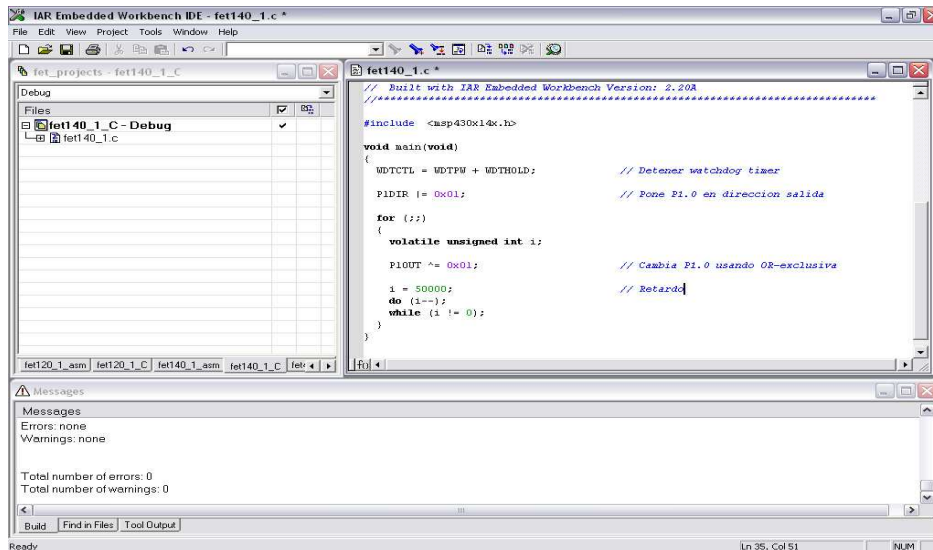 IAR Embedded Workbench IDE - fet140_1.c *
File Edit View Project Tools Window Help
fet_projects - fet140_1_C
Debug
Files
fet140_1_C - Debug
fet140_1.c
fet120_1_asm fet120_1_C fet140_1_asm fet140_1_C
fet140_1.c *
// Built with IAR Embedded Workbench Version: 2.20A
#include <msp430x14x.h>
void main(void)
{
WDTCTL = WDTPW + WDTHOLD; // Detener watchdog timer
P1DIR |= 0x01; // Pone P1.0 en direccion salida
for (;;)
{
volatile unsigned int i;
P1OUT ^= 0x01; // Cambia P1.0 usando OR-exclusiva
i = 50000; // Retardo
do (i--);
while (i != 0);
}
}
Messages
Messages
Errors: none
Warnings: none
Total number of errors: 0
Total number of warnings: 0
Build Find in Files Tool Output
Ready Ln 35, Col 51 NUM